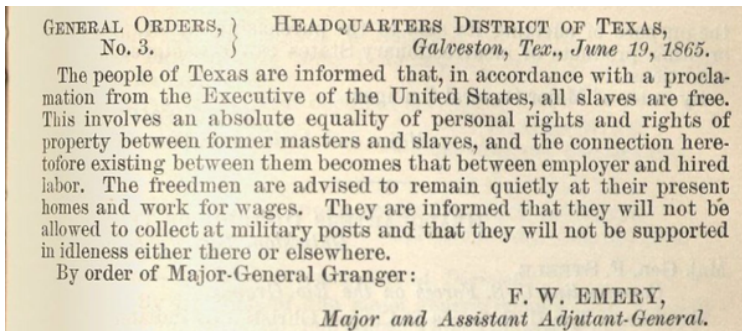 GENERAL ORDERS, } HEADQUARTERS DISTRICT OF TEXAS,
No. 3. } Galveston, Tex., June 19, 1865.
The people of Texas are informed that, in accordance with a procla-
mation from the Executive of the United States, all slaves are free.
This involves an absolute equality of personal rights and rights of
property between former masters and slaves, and the connection here-
tofore existing between them becomes that between employer and hired
labor. The freedmen are advised to remain quietly at their present
homes and work for wages. They are informed that they will not be
allowed to collect at military posts and that they will not be supported
in idleness either there or elsewhere.
By order of Major-General Granger:
F. W. EMERY,
Major and Assistant Adjutant-General.